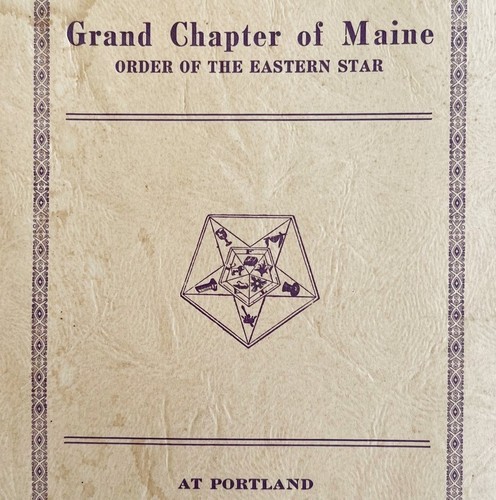 Grand Chapter of Maine
ORDER OF THE EASTERN STAR
AT PORTLAND